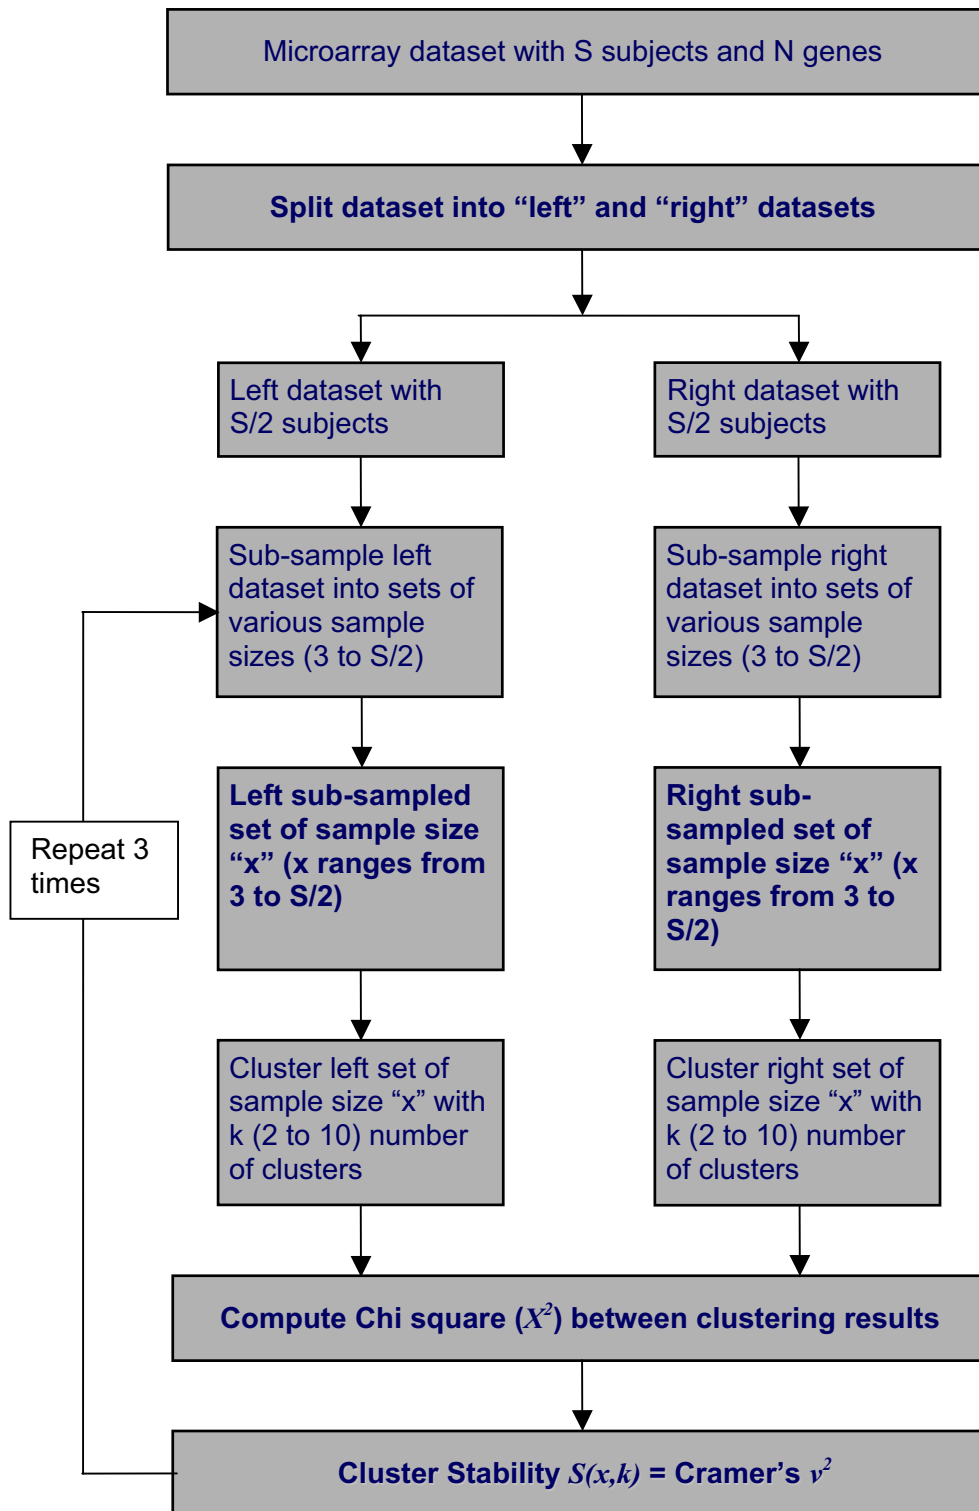 Microarray dataset with S subjects and N genes
Split dataset into “left” and “right” datasets
Left dataset with
S/2 subjects
Right dataset with
S/2 subjects
Sub-sample left
dataset into sets of
various sample
sizes (3 to S/2)
Sub-sample right
dataset into sets of
various sample
sizes (3 to S/2)
Left sub-sampled
set of sample size
“x” (x ranges from
3 to S/2)
Right sub-
sampled set of
sample size “x” (x
ranges from 3 to
S/2)
Repeat 3
times
Cluster left set of
sample size “x” with
k (2 to 10) number
of clusters
Cluster right set of
sample size “x” with
k (2 to 10) number
of clusters
Compute Chi square (X²) between clustering results
Cluster Stability S(x,k) = Cramer’s v²